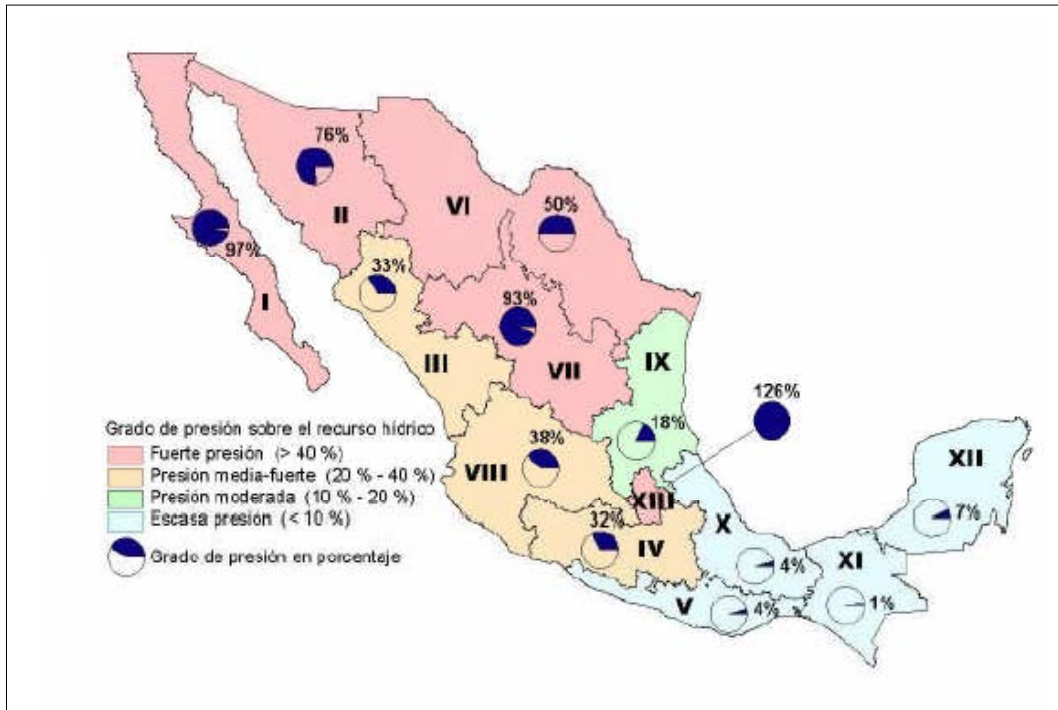 76%
VI
50%
II
97%
33%
I
93%
III
VII
IX
126%
Grado de presión sobre el recurso hídrico
Fuerte presión (> 40 %)
Presión media-fuerte (20 % - 40 %)
Presión moderada (10 % - 20 %)
Escasa presión (< 10 %)
Grado de presión en porcentaje
38%
18%
VIII
XII
XIII
32%
X
7%
IV
XI
4%
V
4%
1%